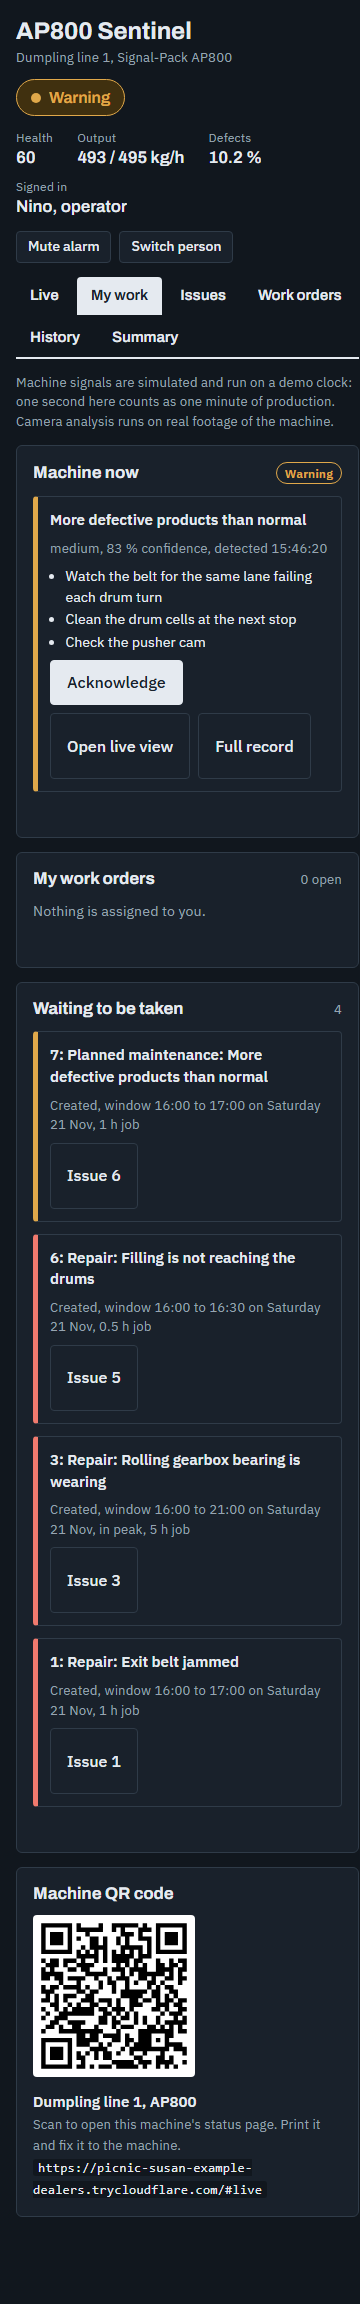 AP800 Sentinel
Dumpling line 1, Signal-Pack AP800
Warning
Health Output Defects
60 493 / 495 kg/h 10.2 %
Signed in
Nino, operator
Mute alarm Switch person
Live My work Issues Work orders
History Summary
Machine signals are simulated and run on a demo clock:
one second here counts as one minute of production.
Camera analysis runs on real footage of the machine.
Machine now Warning
More defective products than normal
medium, 83 % confidence, detected 15:46:20
• Watch the belt for the same lane failing
each drum turn
• Clean the drum cells at the next stop
• Check the pusher cam
Acknowledge
Open live view Full record
My work orders 0 open
Nothing is assigned to you.
Waiting to be taken 4
7: Planned maintenance: More
defective products than normal
Created, window 16:00 to 17:00 on Saturday
21 Nov, 1 h job
Issue 6
6: Repair: Filling is not reaching the
drums
Created, window 16:00 to 16:30 on Saturday
21 Nov, 0.5 h job
Issue 5
3: Repair: Rolling gearbox bearing is
wearing
Created, window 16:00 to 21:00 on Saturday
21 Nov, in peak, 5 h job
Issue 3
1: Repair: Exit belt jammed
Created, window 16:00 to 17:00 on Saturday
21 Nov, 1 h job
Issue 1
Machine QR code
Dumpling line 1, AP800
Scan to open this machine's status page. Print it
and fix it to the machine.
https://picnic-susan-example-
dealers.trycloudflare.com/#live